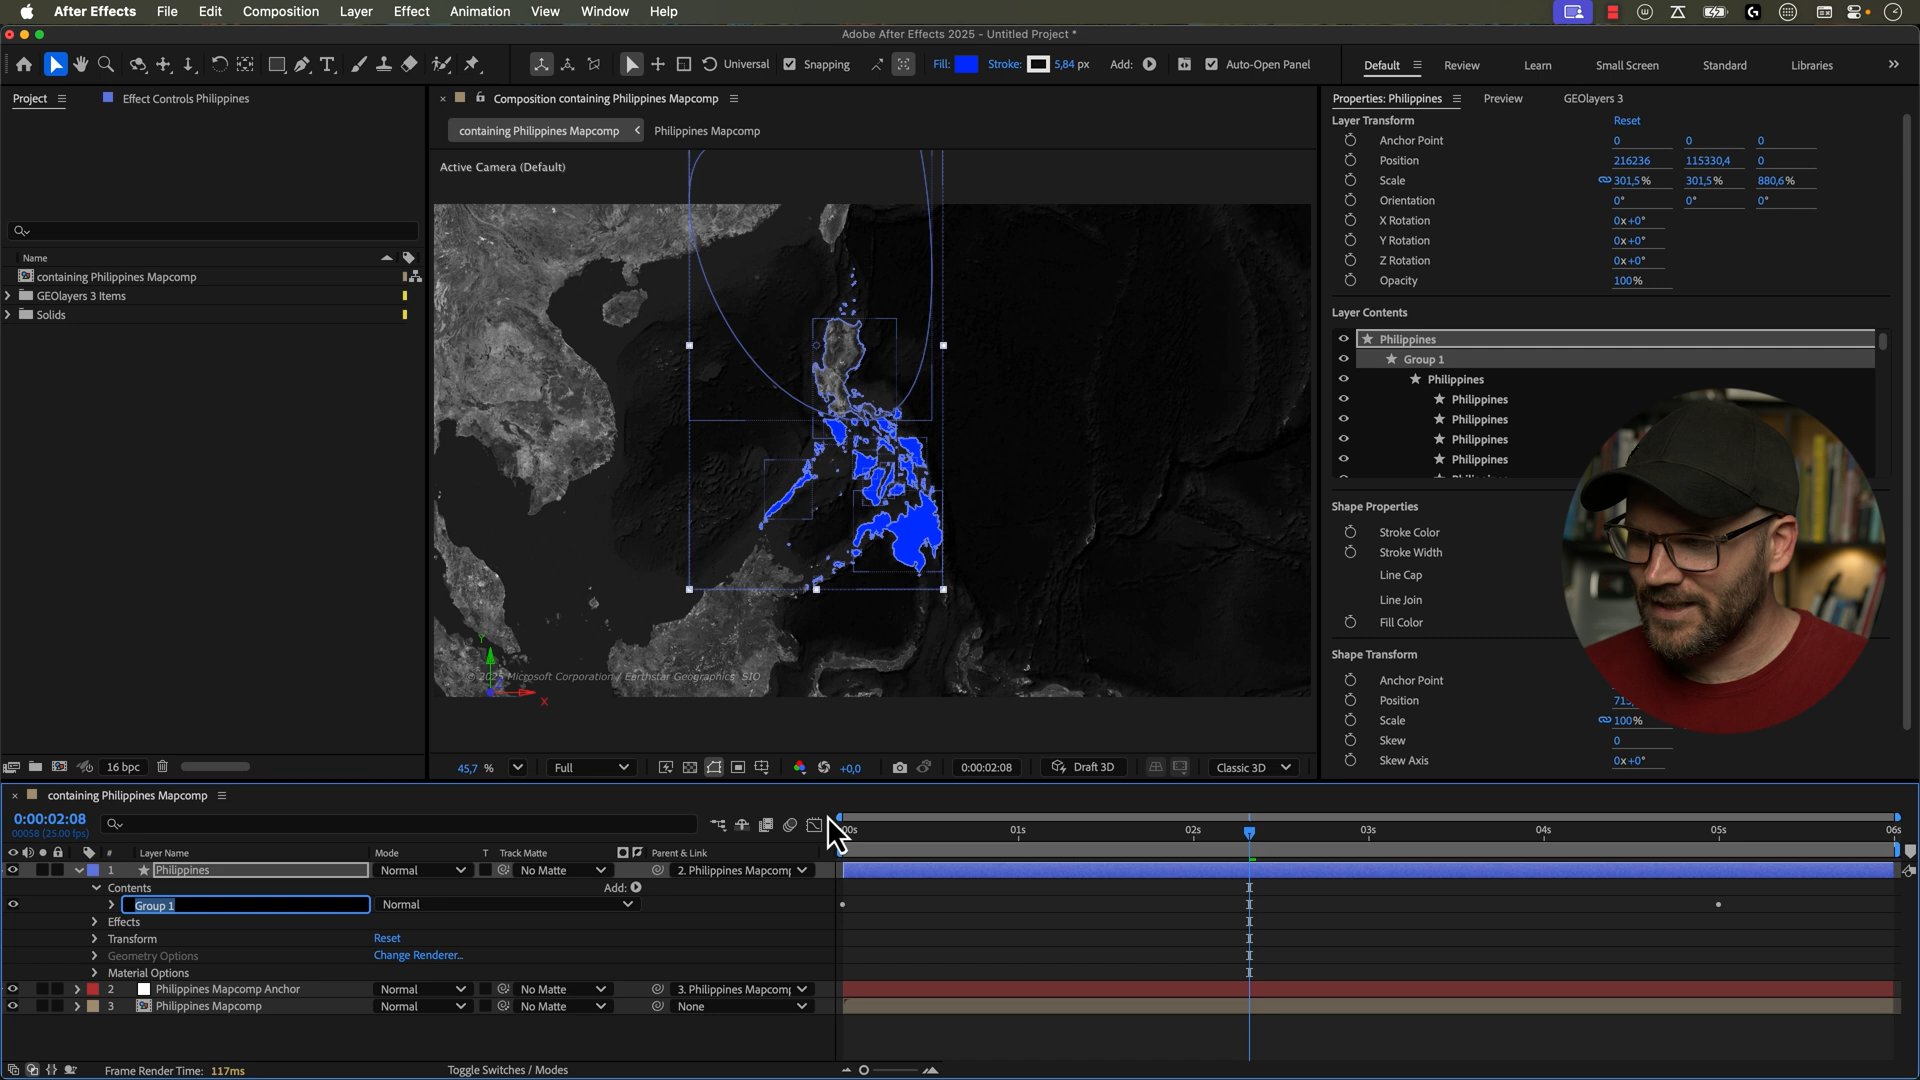 After Effects File Edit Composition Layer Effect Animation View Window Help
Adobe After Effects 2025 - Untitled Project *
Universal Snapping Fill: Stroke: 5,84 px Add: Auto-Open Panel Default Review Learn Small Screen Standard Libraries
Project Effect Controls Philippines
Composition containing Philippines Mapcomp
containing Philippines Mapcomp Philippines Mapcomp
Active Camera (Default)
© 2025 Microsoft Corporation / Earthstar Geographics SIO
Y
X
Name
containing Philippines Mapcomp
GEOlayers 3 Items
Solids
16 bpc
45,7 % Full +0,0 0:00:02:08 Draft 3D Classic 3D
Properties: Philippines Preview GEOlayers 3
Layer Transform Reset
Anchor Point 0 0 0
Position 216236 115330,4 0
Scale 301,5% 301,5% 880,6%
Orientation 0° 0° 0°
X Rotation 0x+0°
Y Rotation 0x+0°
Z Rotation 0x+0°
Opacity 100%
Layer Contents
Philippines
Group 1
Philippines
Philippines
Philippines
Philippines
Philippines
Shape Properties
Stroke Color
Stroke Width
Line Cap
Line Join
Fill Color
Shape Transform
Anchor Point
Position
Scale 100%
Skew 0
Skew Axis 0x+0°
containing Philippines Mapcomp
0:00:02:08
00058 (25.00 fps)
:00s 01s 02s 03s 04s 05s 06s
# Layer Name Mode T Track Matte Parent & Link
1 Philippines Normal No Matte 2. Philippines Mapcomp
Contents Add:
Group 1 Normal
Effects
Transform Reset
Geometry Options Change Renderer...
Material Options
2 Philippines Mapcomp Anchor Normal No Matte 3. Philippines Mapcomp
3 Philippines Mapcomp Normal No Matte None
Frame Render Time: 117ms Toggle Switches / Modes